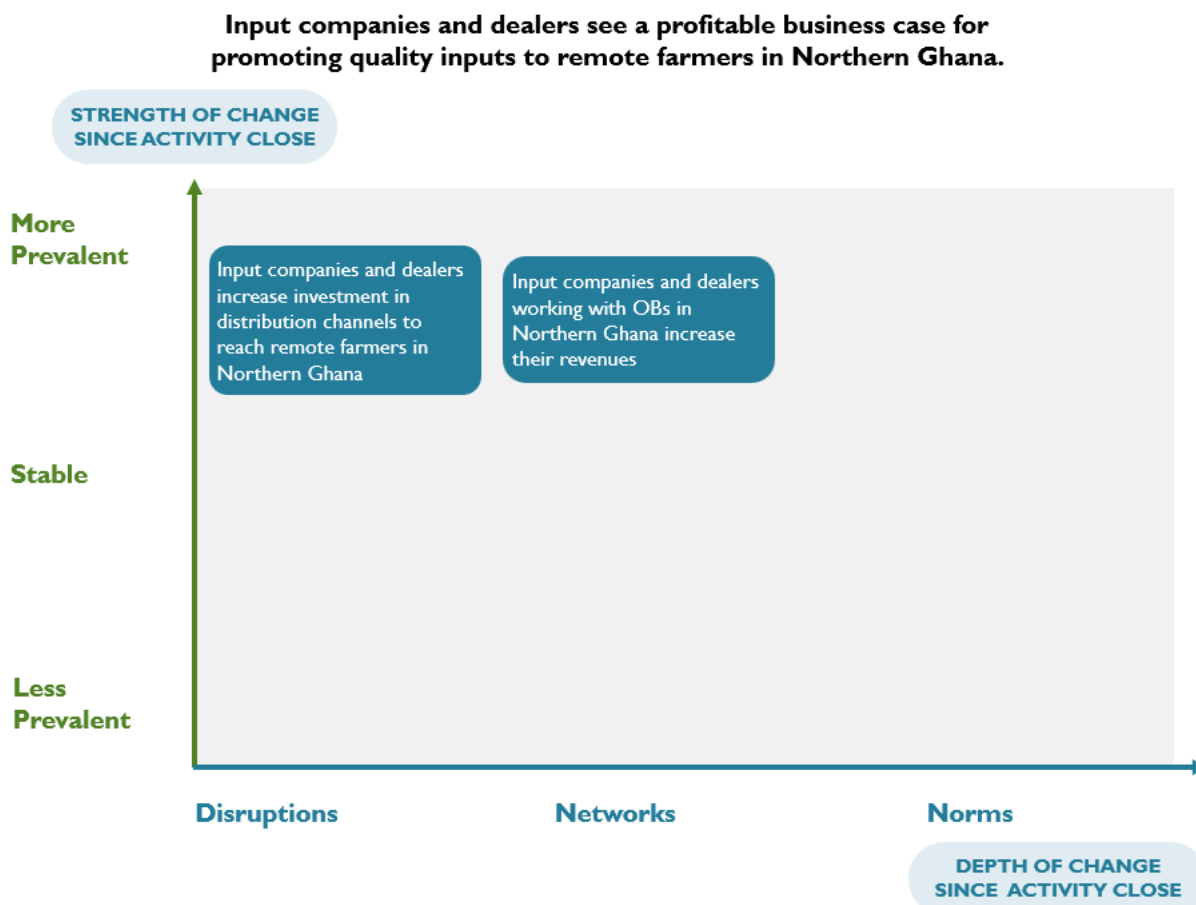 Input companies and dealers see a profitable business case for
promoting quality inputs to remote farmers in Northern Ghana.
STRENGTH OF CHANGE
SINCE ACTIVITY CLOSE
More
Prevalent
Input companies and dealers
increase investment in
distribution channels to
reach remote farmers in
Northern Ghana
Input companies and dealers
working with OBs in
Northern Ghana increase
their revenues
Stable
Less
Prevalent
Disruptions
Networks
Norms
DEPTH OF CHANGE
SINCE ACTIVITY CLOSE